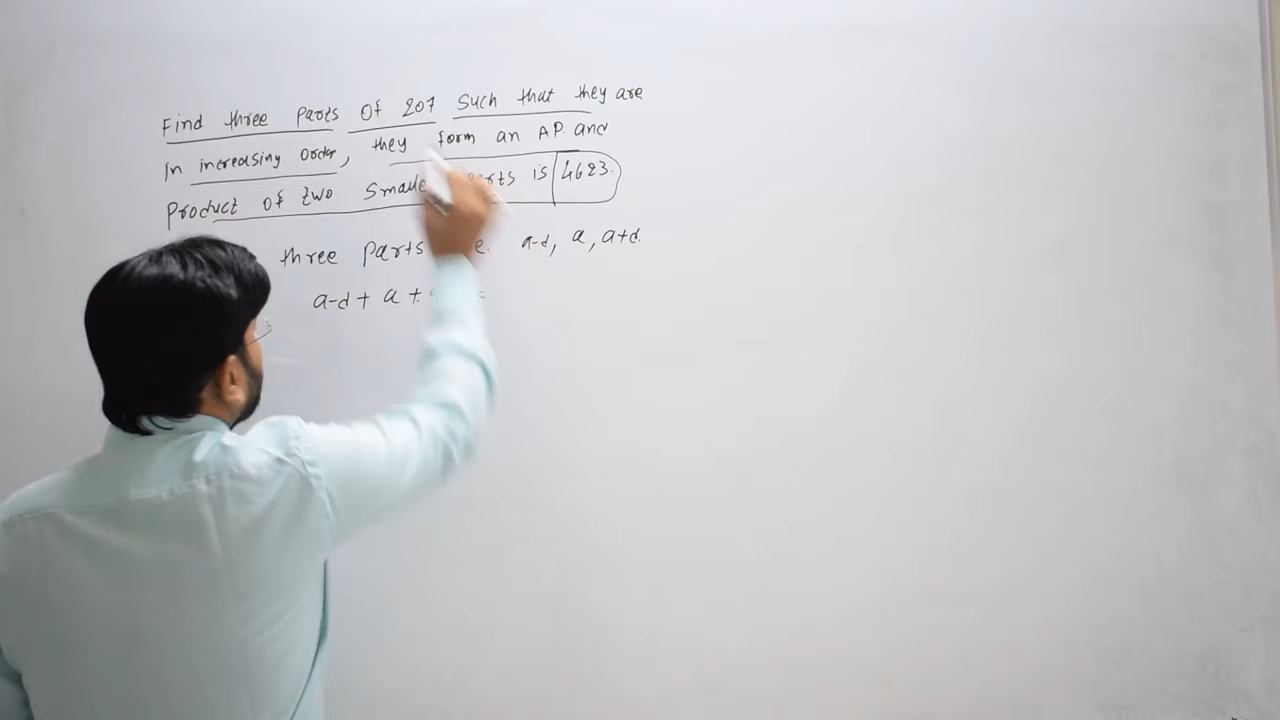 Find three Parts Of 207 Such that they are
in increasing Order, they form an AP. and
Product of two Smalle rts is 4623.
three Parts e. a-d, a, a+d.
a-d + a + =